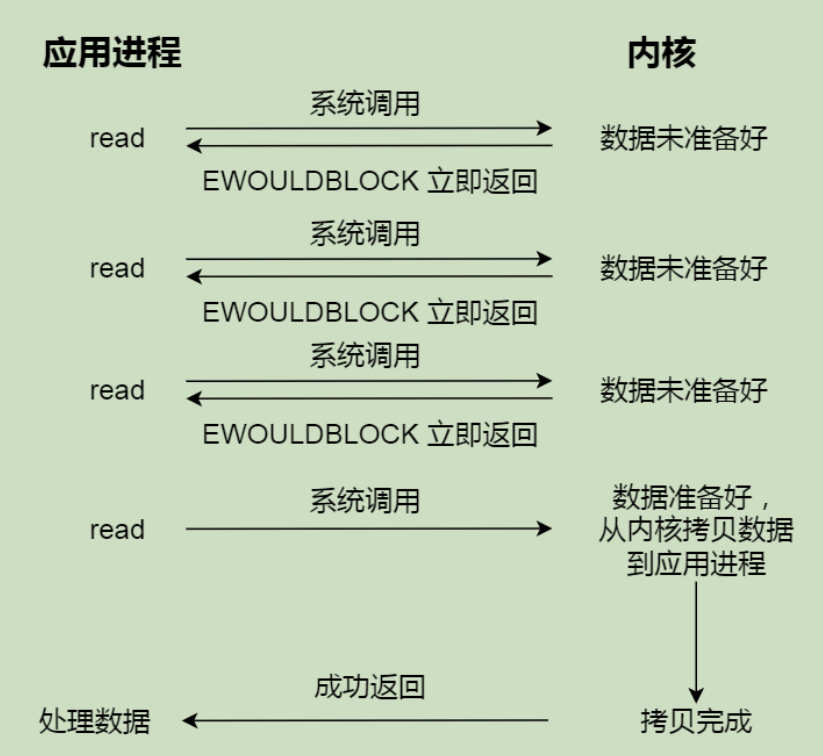 应用进程 内核
系统调用
read 数据未准备好
EWOULDBLOCK 立即返回
系统调用
read 数据未准备好
EWOULDBLOCK 立即返回
系统调用
read 数据未准备好
EWOULDBLOCK 立即返回
系统调用
read
数据准备好，
从内核拷贝数据
到应用进程
成功返回
处理数据 拷贝完成